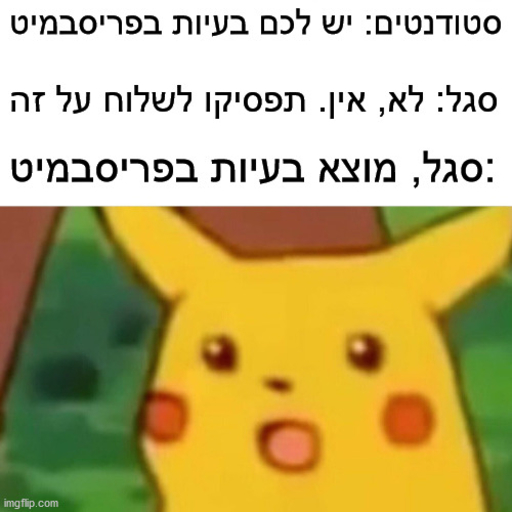 סטודנטים: יש לכם בעיות בפריסבמיט
סגל: לא, אין. תפסיקו לשלוח על זה
סגל, מוצא בעיות בפריסבמיט:
imgflip.com